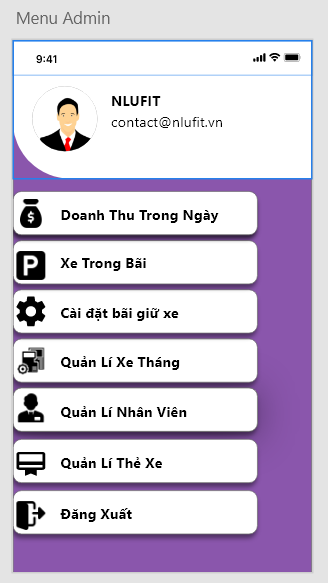 Menu Admin
9:41
NLUFIT
contact@nlufit.vn
Doanh Thu Trong Ngày
P
Xe Trong Bãi
Cài đặt bãi giữ xe
Quản Lí Xe Tháng
Quản Lí Nhân Viên
Quản Lí Thẻ Xe
Đăng Xuất